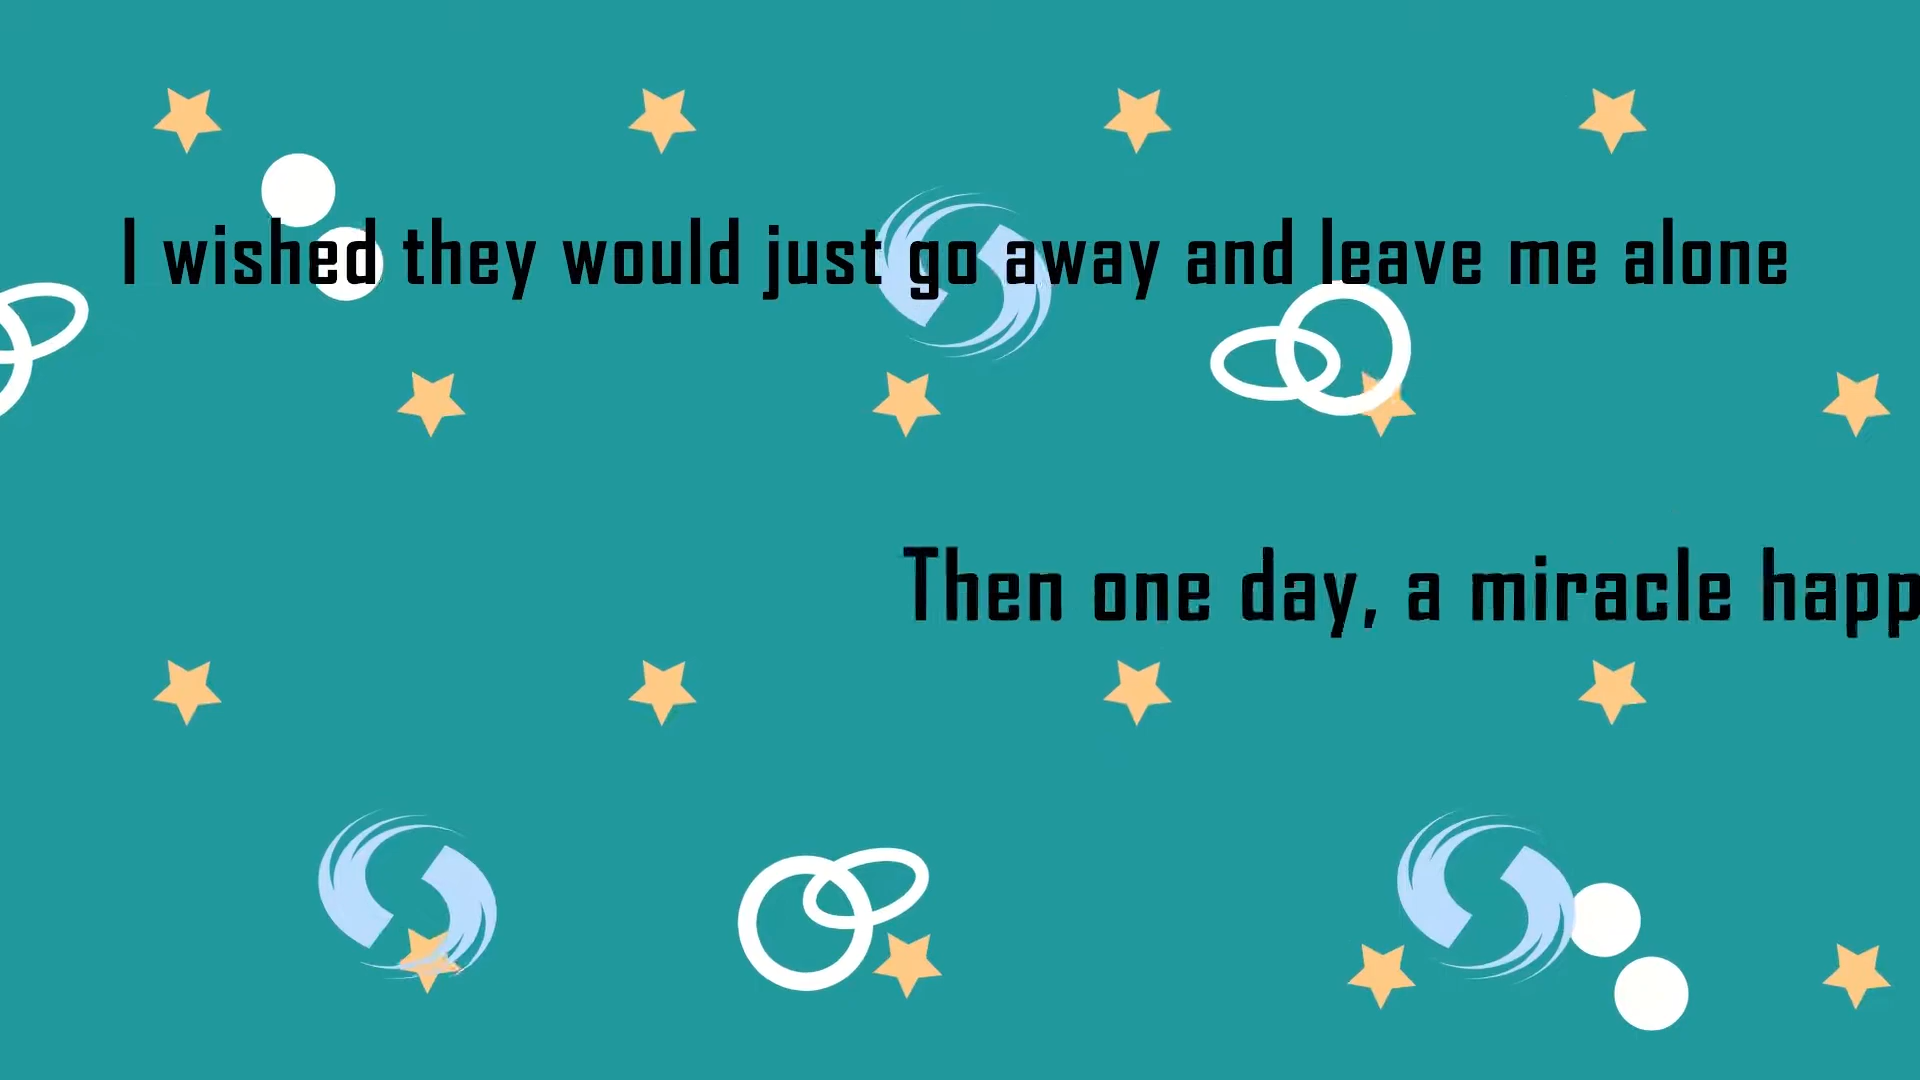 I wished they would just go away and leave me alone
Then one day, a miracle happ